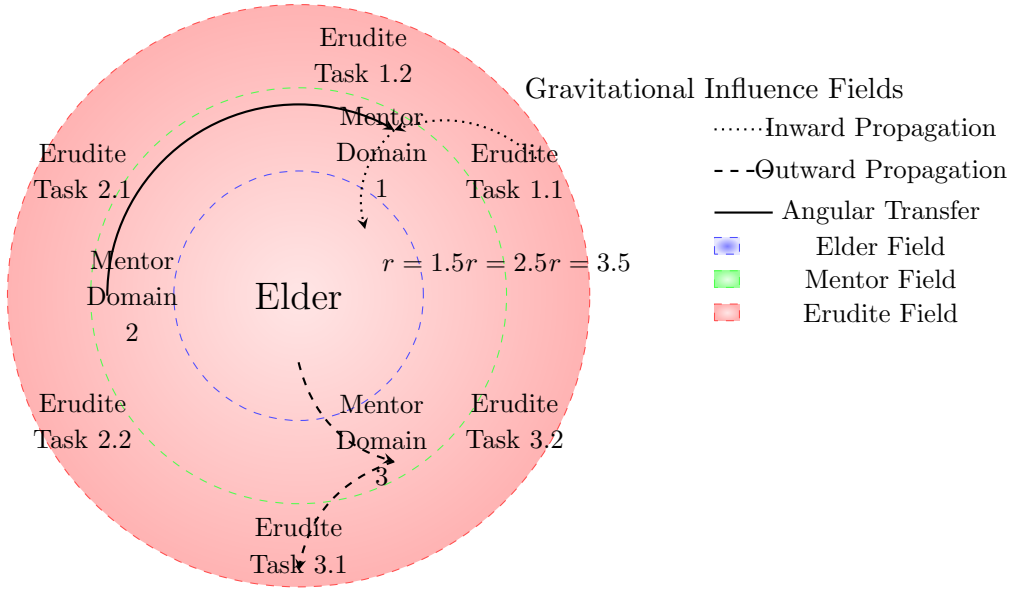 Erudite
Task 1.2
Gravitational Influence Fields
Mentor
Domain
1
Inward Propagation
Erudite
Task 2.1
Erudite
Task 1.1
Outward Propagation
Angular Transfer
Mentor
Domain
2
r = 1.5r = 2.5r = 3.5
Elder Field
Mentor Field
Erudite Field
Elder
Mentor
Domain
3
Erudite
Task 2.2
Erudite
Task 3.2
Erudite
Task 3.1